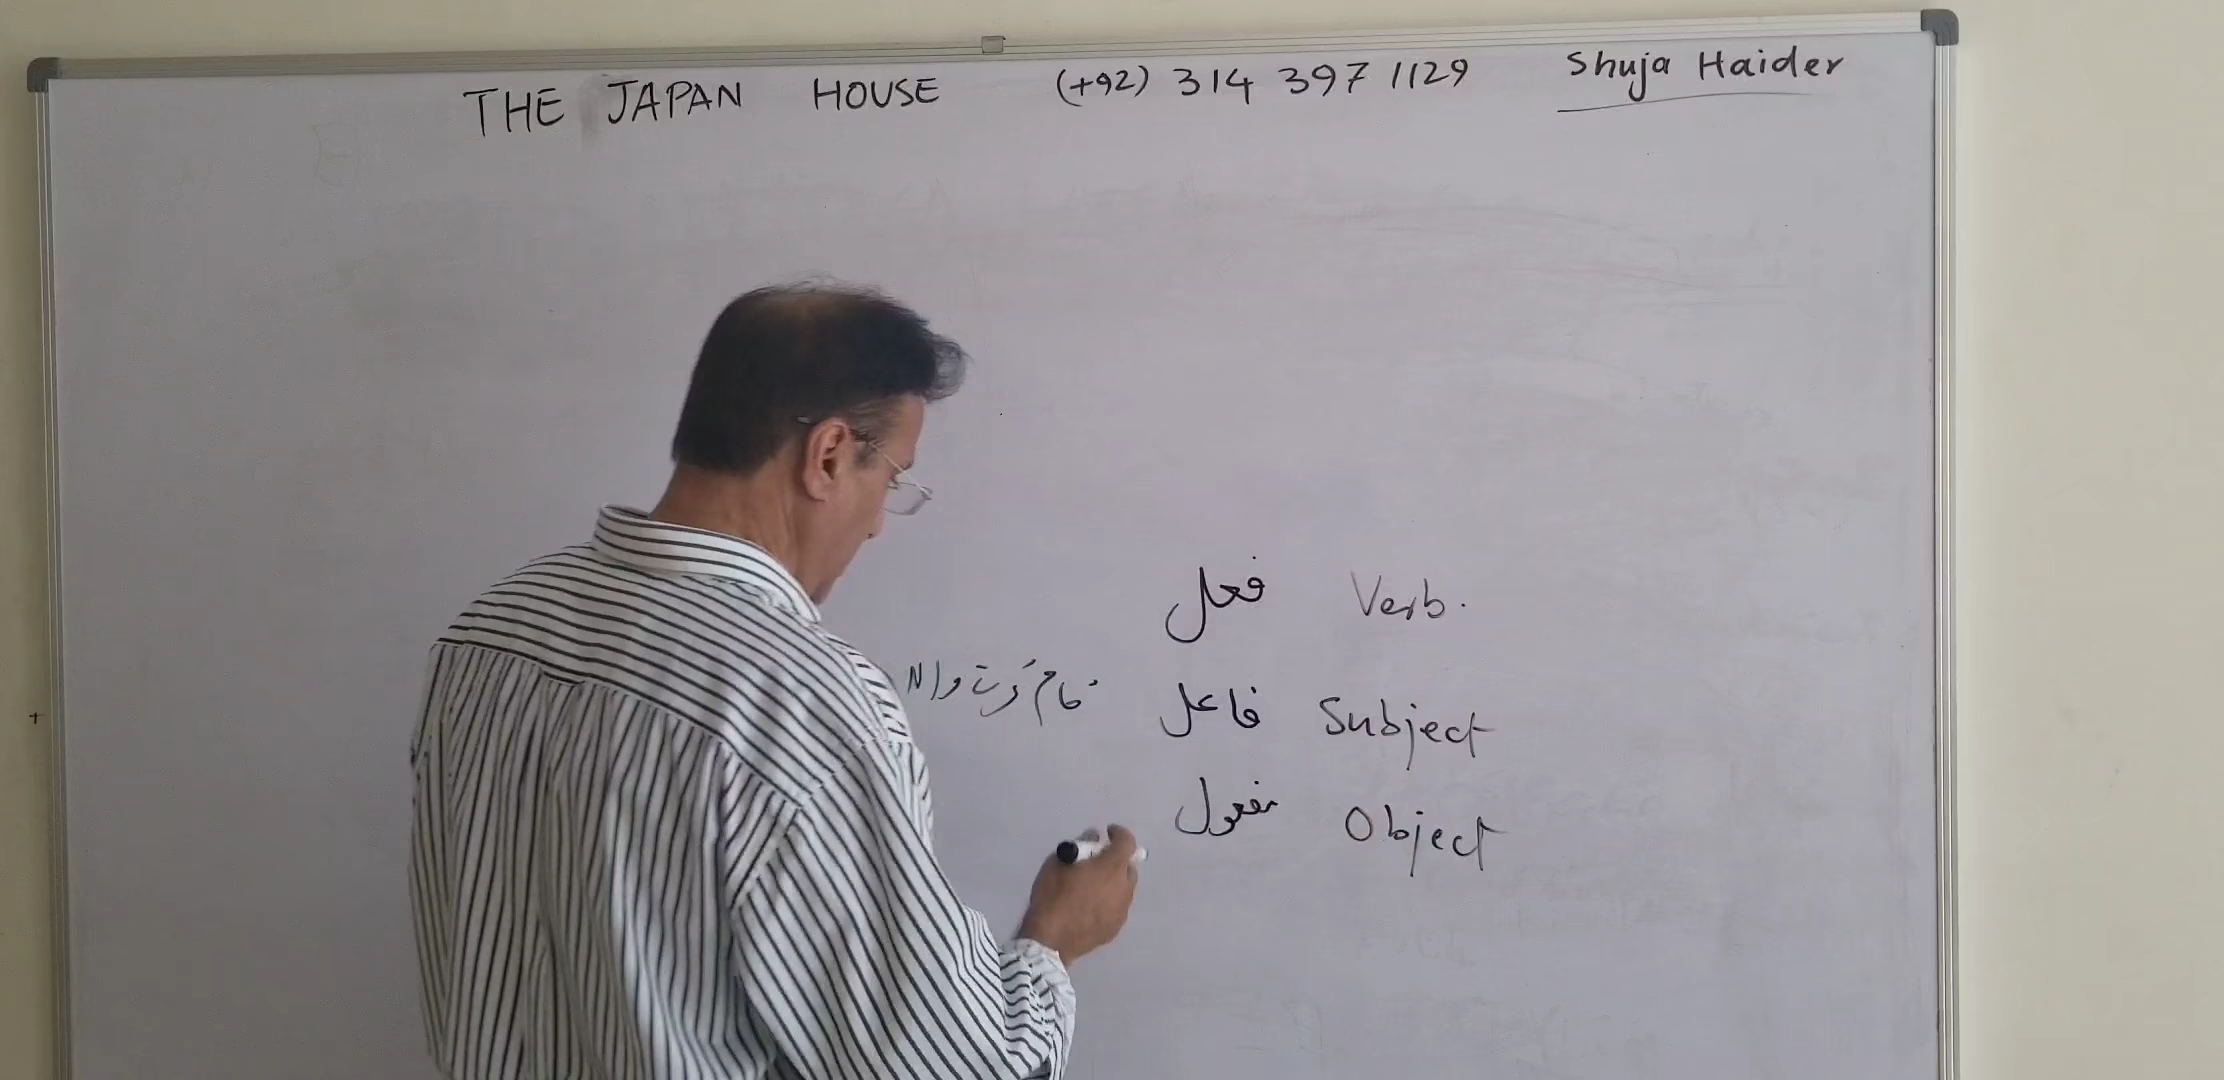 THE JAPAN HOUSE (+92) 314 397 1129 Shuja Haider
فعل Verb.
فاعل Subject
مفعول Object